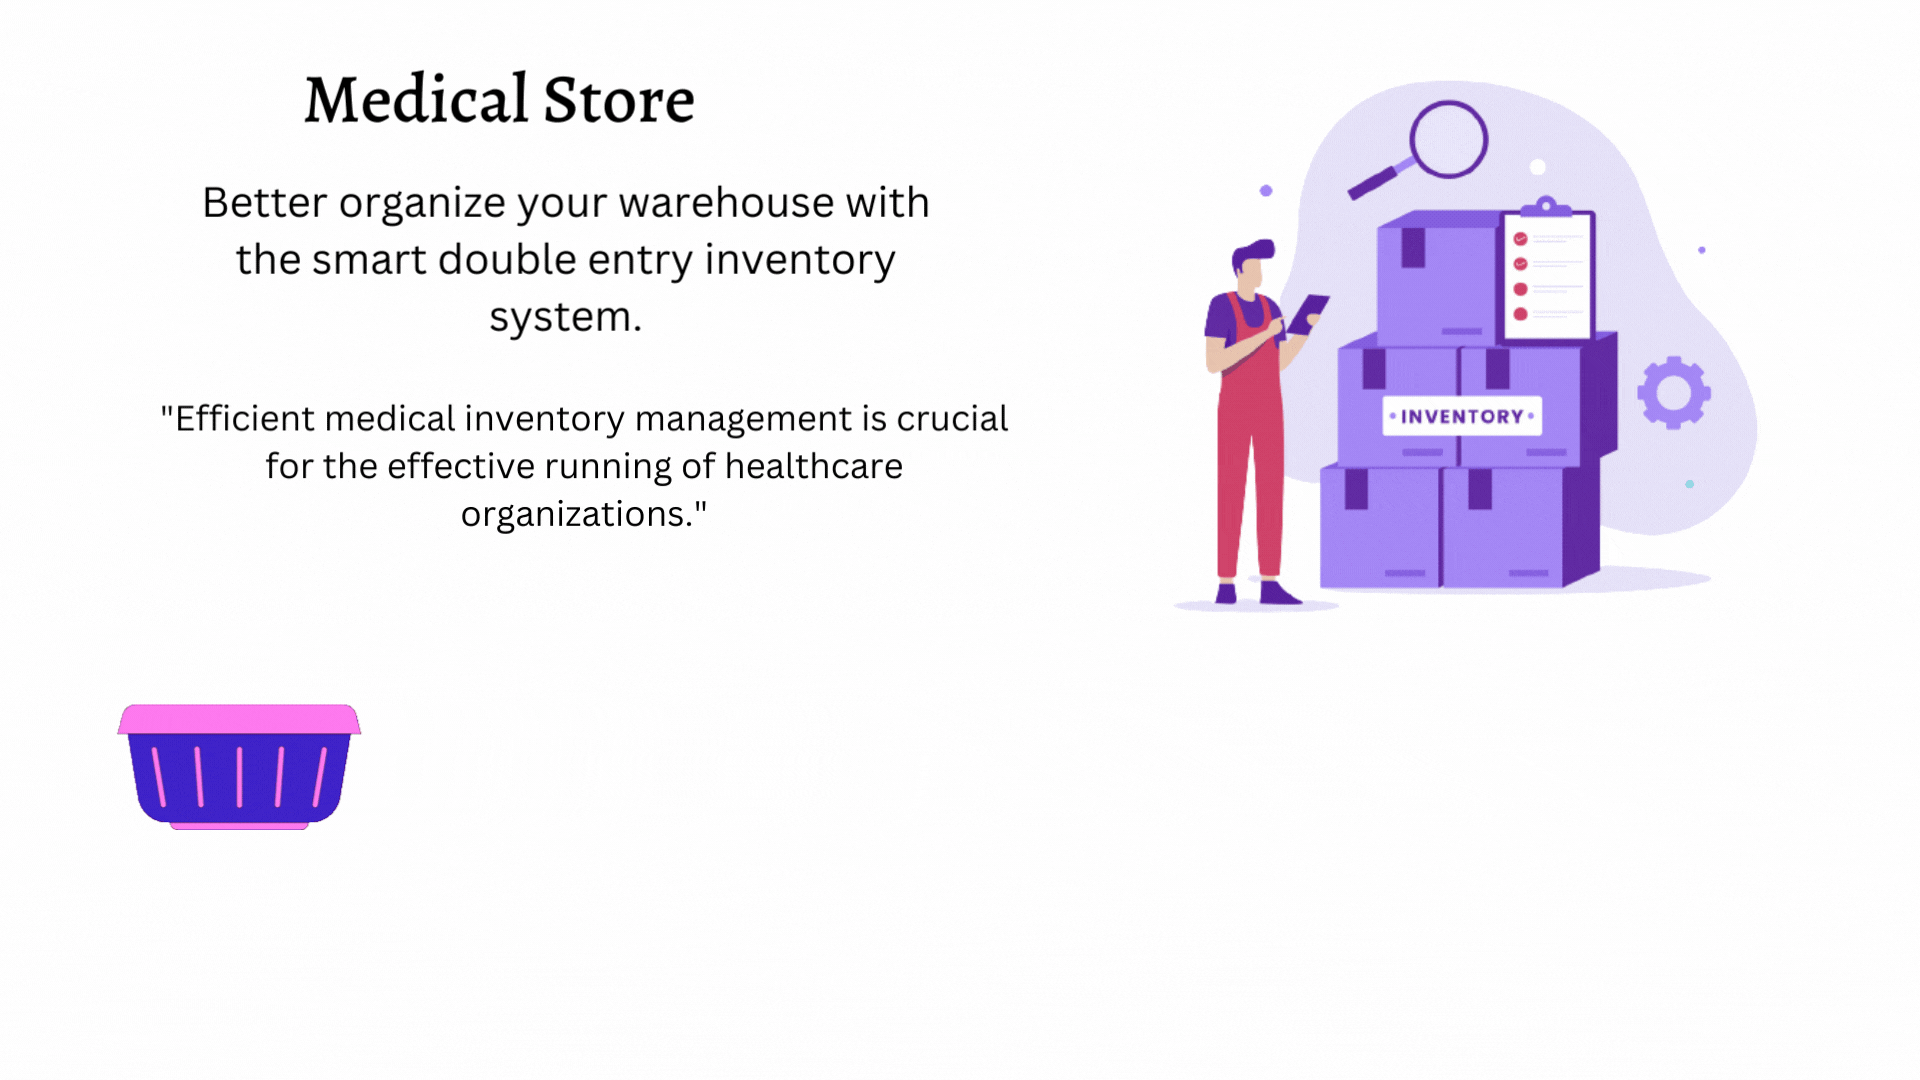 Medical Store
Better organize your warehouse with
the smart double entry inventory
system.
"Efficient medical inventory management is crucial
for the effective running of healthcare
organizations."
INVENTORY